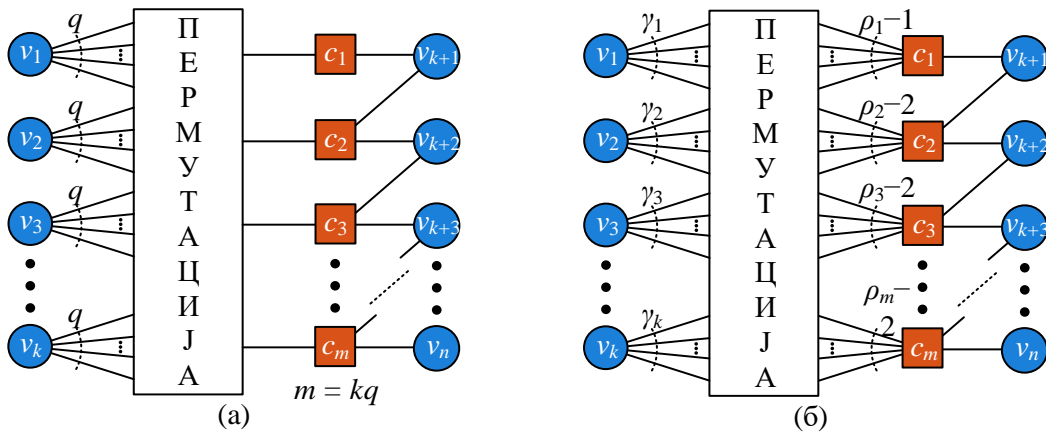 q
v₁
q
v₂
q
v₃
q
vₖ
ПЕРМУТАЦИЈА
c₁
c₂
c₃
cₘ
vₖ₊₁
vₖ₊₂
vₖ₊₃
vₙ
m = kq
(а)
γ₁
v₁
γ₂
v₂
γ₃
v₃
γₖ
vₖ
ПЕРМУТАЦИЈА
ρ₁–1
c₁
ρ₂–2
c₂
ρ₃–2
c₃
ρₘ–
2
cₘ
vₖ₊₁
vₖ₊₂
vₖ₊₃
vₙ
(б)